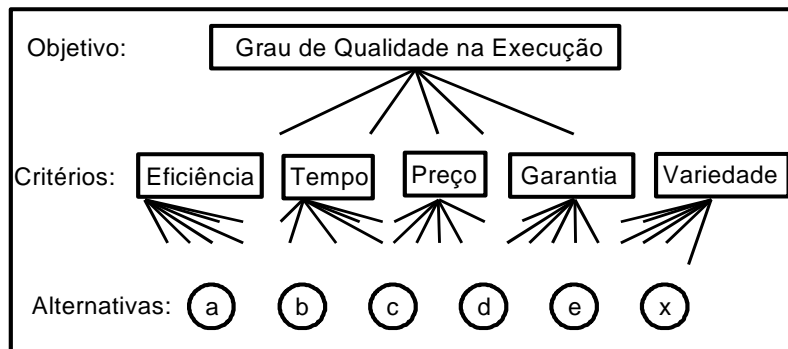 Objetivo: Grau de Qualidade na Execução
Critérios: Eficiência Tempo Preço Garantia Variedade
Alternativas: a b c d e x